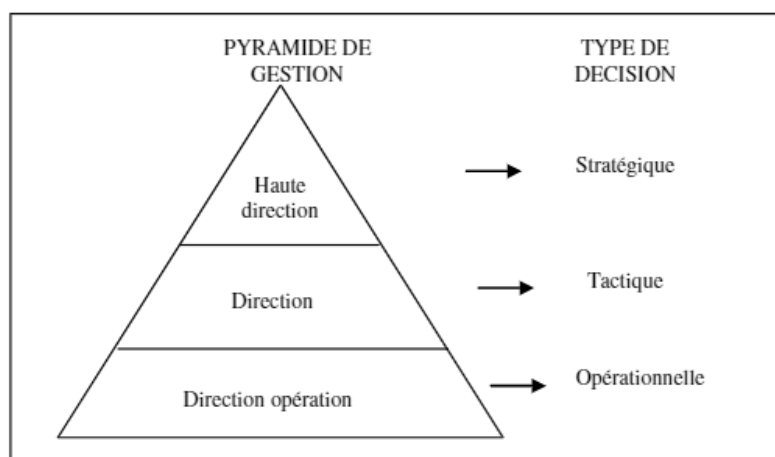 PYRAMIDE DE
GESTION
TYPE DE
DECISION
Haute
direction
Stratégique
Direction
Tactique
Direction opération
Opérationnelle